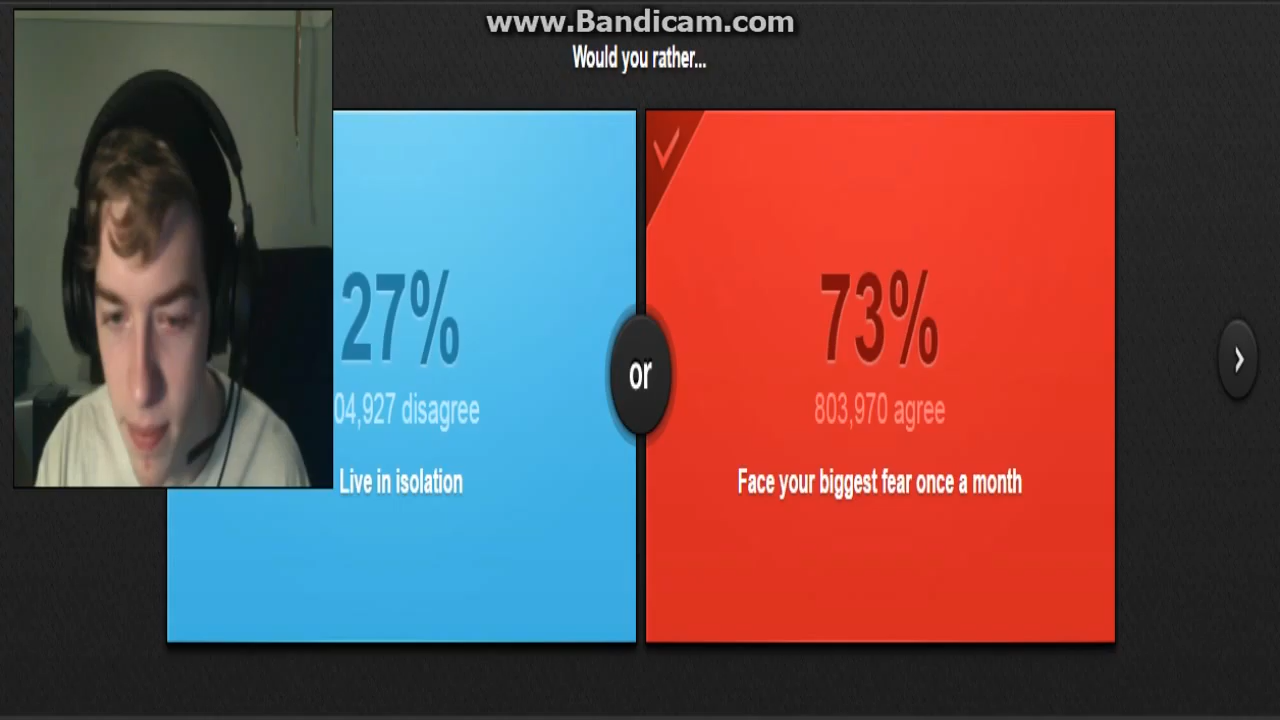 www.Bandicam.com
Would you rather...
27%
73%
04,927 disagree
803,970 agree
or
Live in isolation
Face your biggest fear once a month